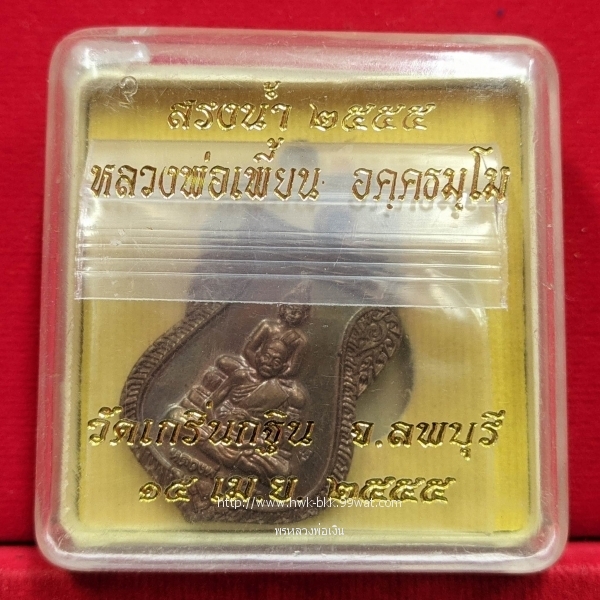 สรงน้ำ ๒๕๕๕
หลวงพ่อเพี้ยน อคฺคธมฺโม
วัดเกริ่นกฐิน จ.ลพบุรี
๑๔ เม.ย. ๒๕๕๕
http://www.hwk-bkk.99wat.com
พรหลวงพ่อเงิน